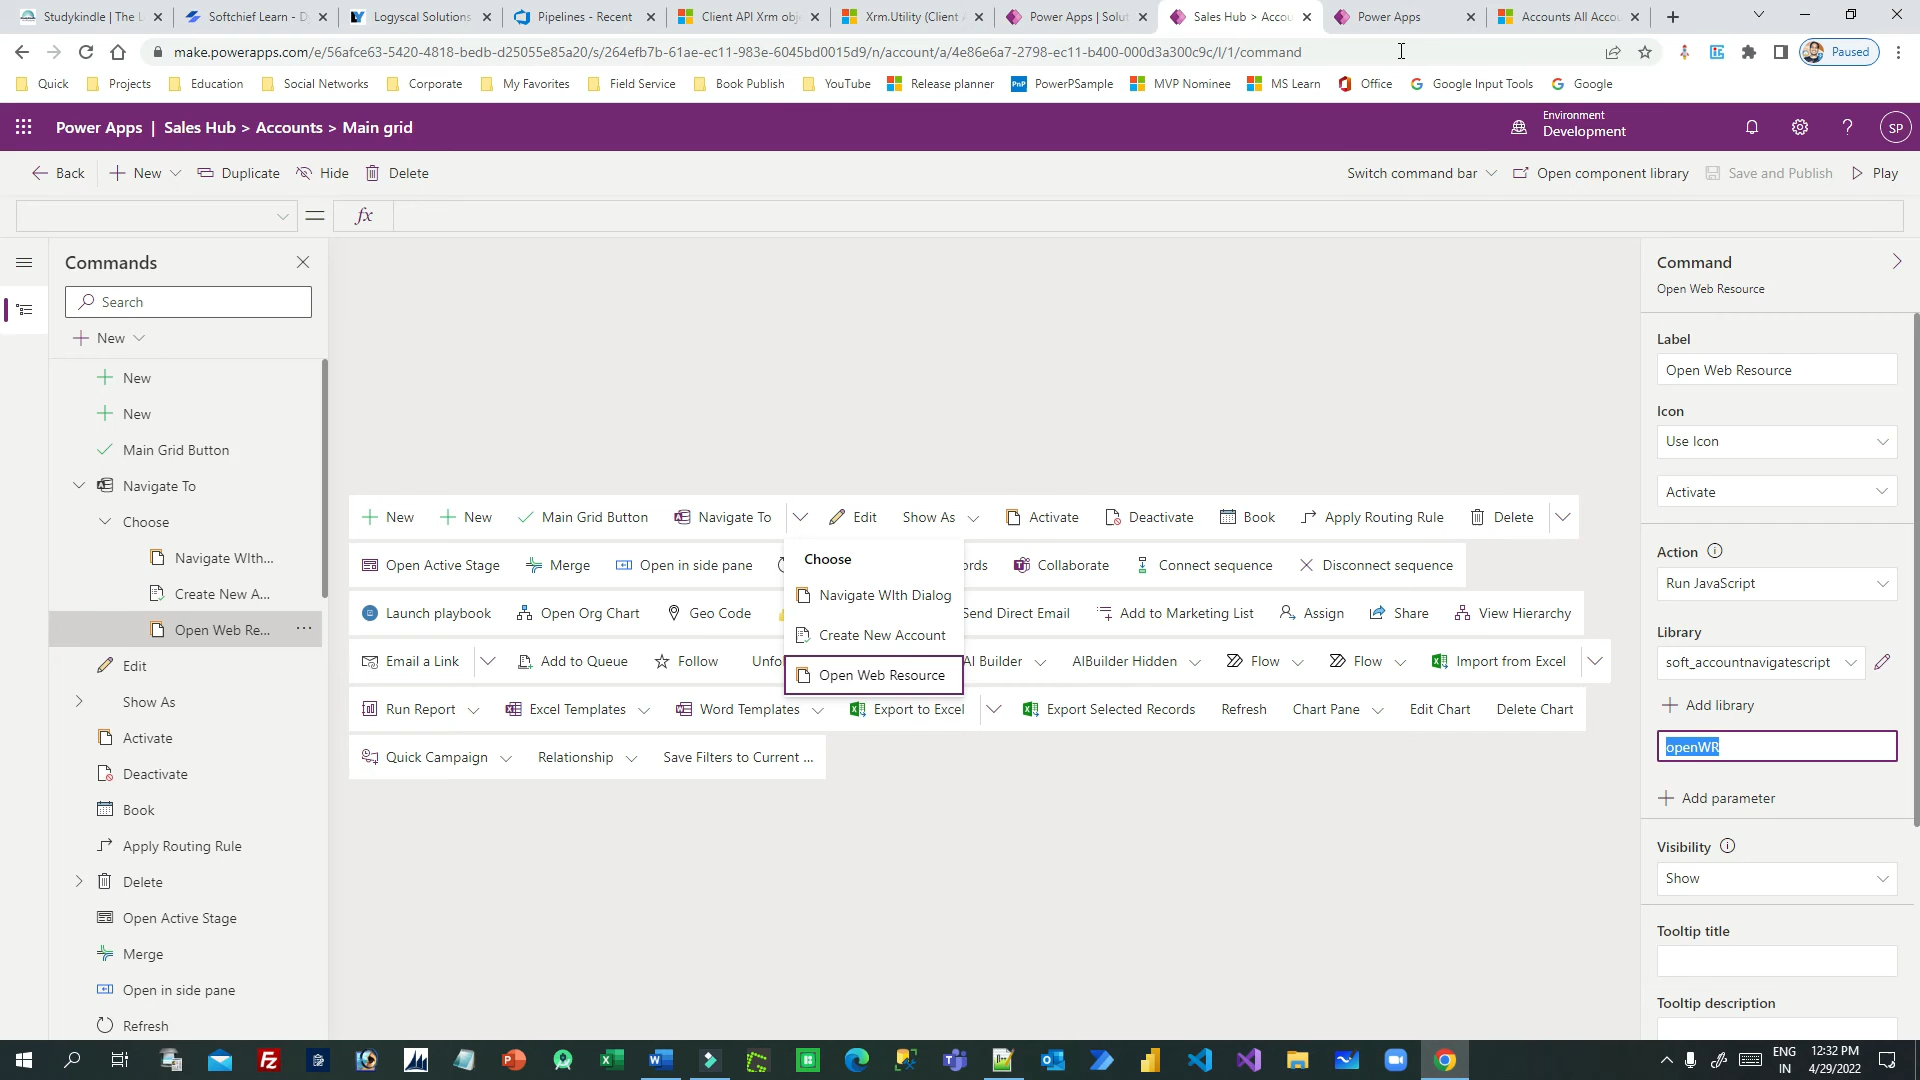 Studykindle | The L
Softchief Learn - Dy
Logyscal Solutions
Pipelines - Recent
Client API Xrm obje
Xrm.Utility (Client A
Power Apps | Soluti
Sales Hub > Accou
Power Apps
Accounts All Accou
make.powerapps.com/e/56afce63-5420-4818-bedb-d25055e85a20/s/264efb7b-61ae-ec11-983e-6045bd0015d9/n/account/a/4e86e6a7-2798-ec11-b400-000d3a300c9c/l/1/command
Paused
Quick
Projects
Education
Social Networks
Corporate
My Favorites
Field Service
Book Publish
YouTube
Release planner
PowerPSample
MVP Nominee
MS Learn
Office
Google Input Tools
Google
Power Apps | Sales Hub > Accounts > Main grid
Environment
Development
SP
Back
New
Duplicate
Hide
Delete
Switch command bar
Open component library
Save and Publish
Play
fx
Commands
Search
New
New
New
Main Grid Button
Navigate To
Choose
Navigate WIth...
Create New A...
Open Web Re...
Edit
Show As
Activate
Deactivate
Book
Apply Routing Rule
Delete
Open Active Stage
Merge
Open in side pane
Refresh
New
New
Main Grid Button
Navigate To
Edit
Show As
Activate
Deactivate
Book
Apply Routing Rule
Delete
Open Active Stage
Merge
Open in side pane
ords
Collaborate
Connect sequence
Disconnect sequence
Launch playbook
Open Org Chart
Geo Code
Send Direct Email
Add to Marketing List
Assign
Share
View Hierarchy
Email a Link
Add to Queue
Follow
Unfo
AI Builder
AIBuilder Hidden
Flow
Flow
Import from Excel
Run Report
Excel Templates
Word Templates
Export to Excel
Export Selected Records
Refresh
Chart Pane
Edit Chart
Delete Chart
Quick Campaign
Relationship
Save Filters to Current ...
Choose
Navigate WIth Dialog
Create New Account
Open Web Resource
Command
Open Web Resource
Label
Open Web Resource
Icon
Use Icon
Activate
Action
Run JavaScript
Library
soft_accountnavigatescript
Add library
openWR
Add parameter
Visibility
Show
Tooltip title
Tooltip description
ENG
IN
12:32 PM
4/29/2022